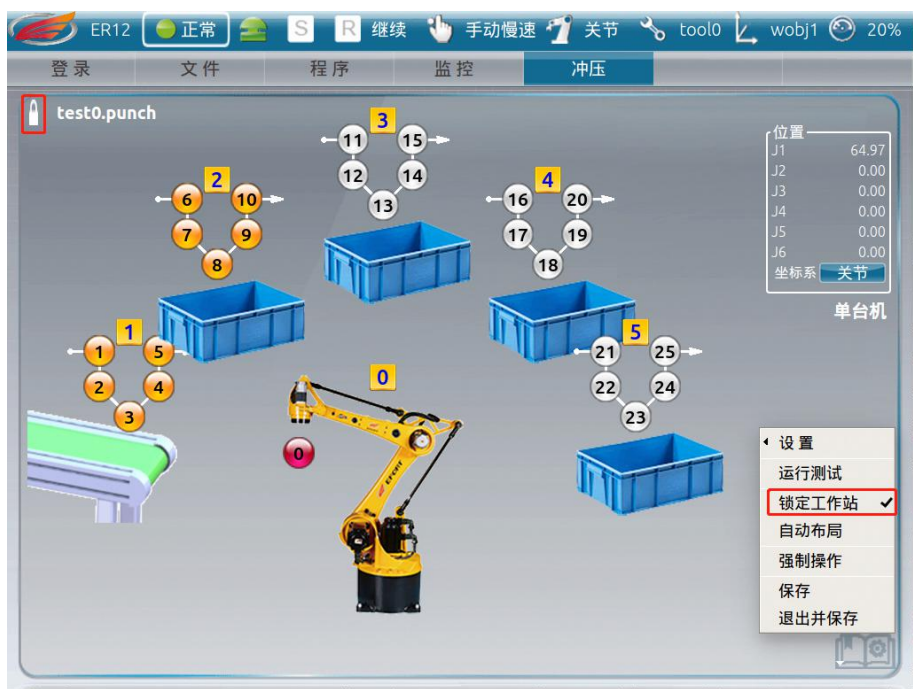 ER12 正常 S R 继续 手动慢速 关节 tool0 wobj1 20%
登录 文件 程序 监控 冲压
test0.punch
3
11 15
12 14
13
2
6 10
7 9
8
4
16 20
17 19
18
位置
J1 64.97
J2 0.00
J3 0.00
J4 0.00
J5 0.00
J6 0.00
坐标系 关节
单台机
1
1 5
2 4
3
5
21 25
22 24
23
0
0
EFORT
设置
运行测试
锁定工作站
自动布局
强制操作
保存
退出并保存